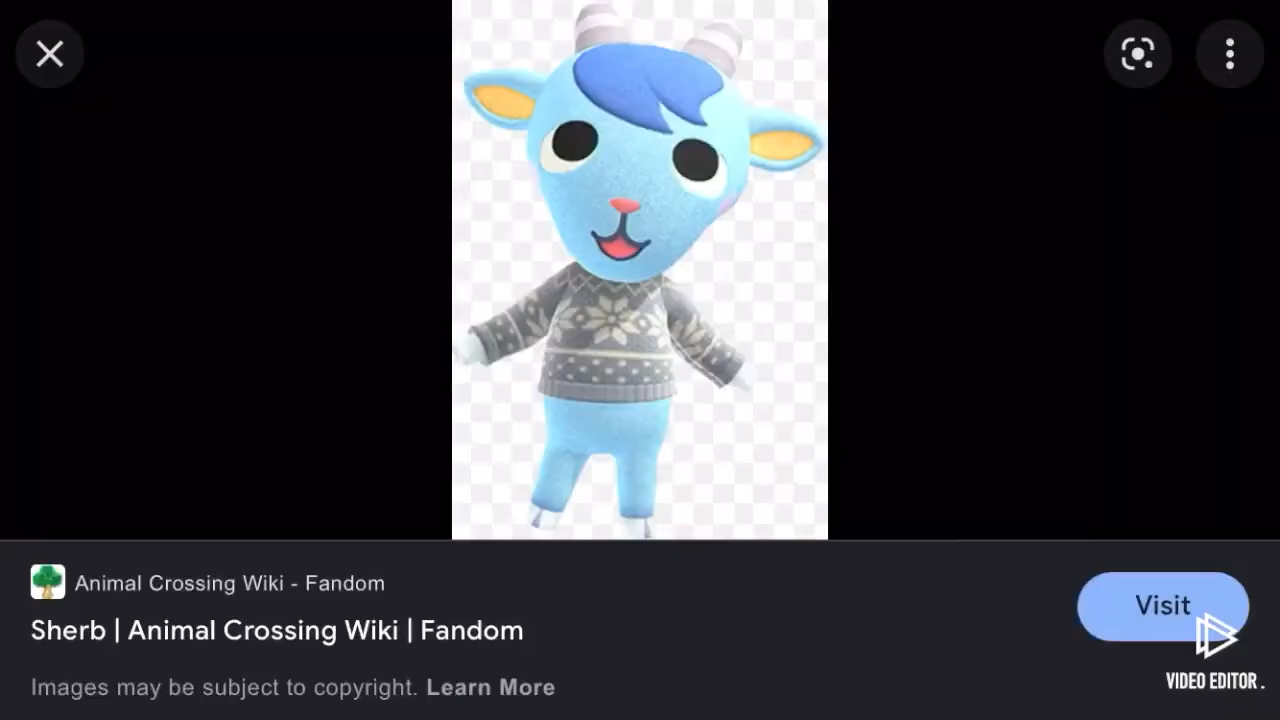 Animal Crossing Wiki - Fandom
Sherb | Animal Crossing Wiki | Fandom
Visit
Images may be subject to copyright. Learn More
VIDEO EDITOR.